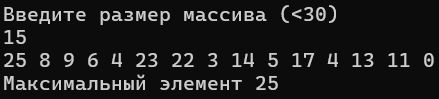 Введите размер массива (<30)
15
25 8 9 6 4 23 22 3 14 5 17 4 13 11 0
Максимальный элемент 25